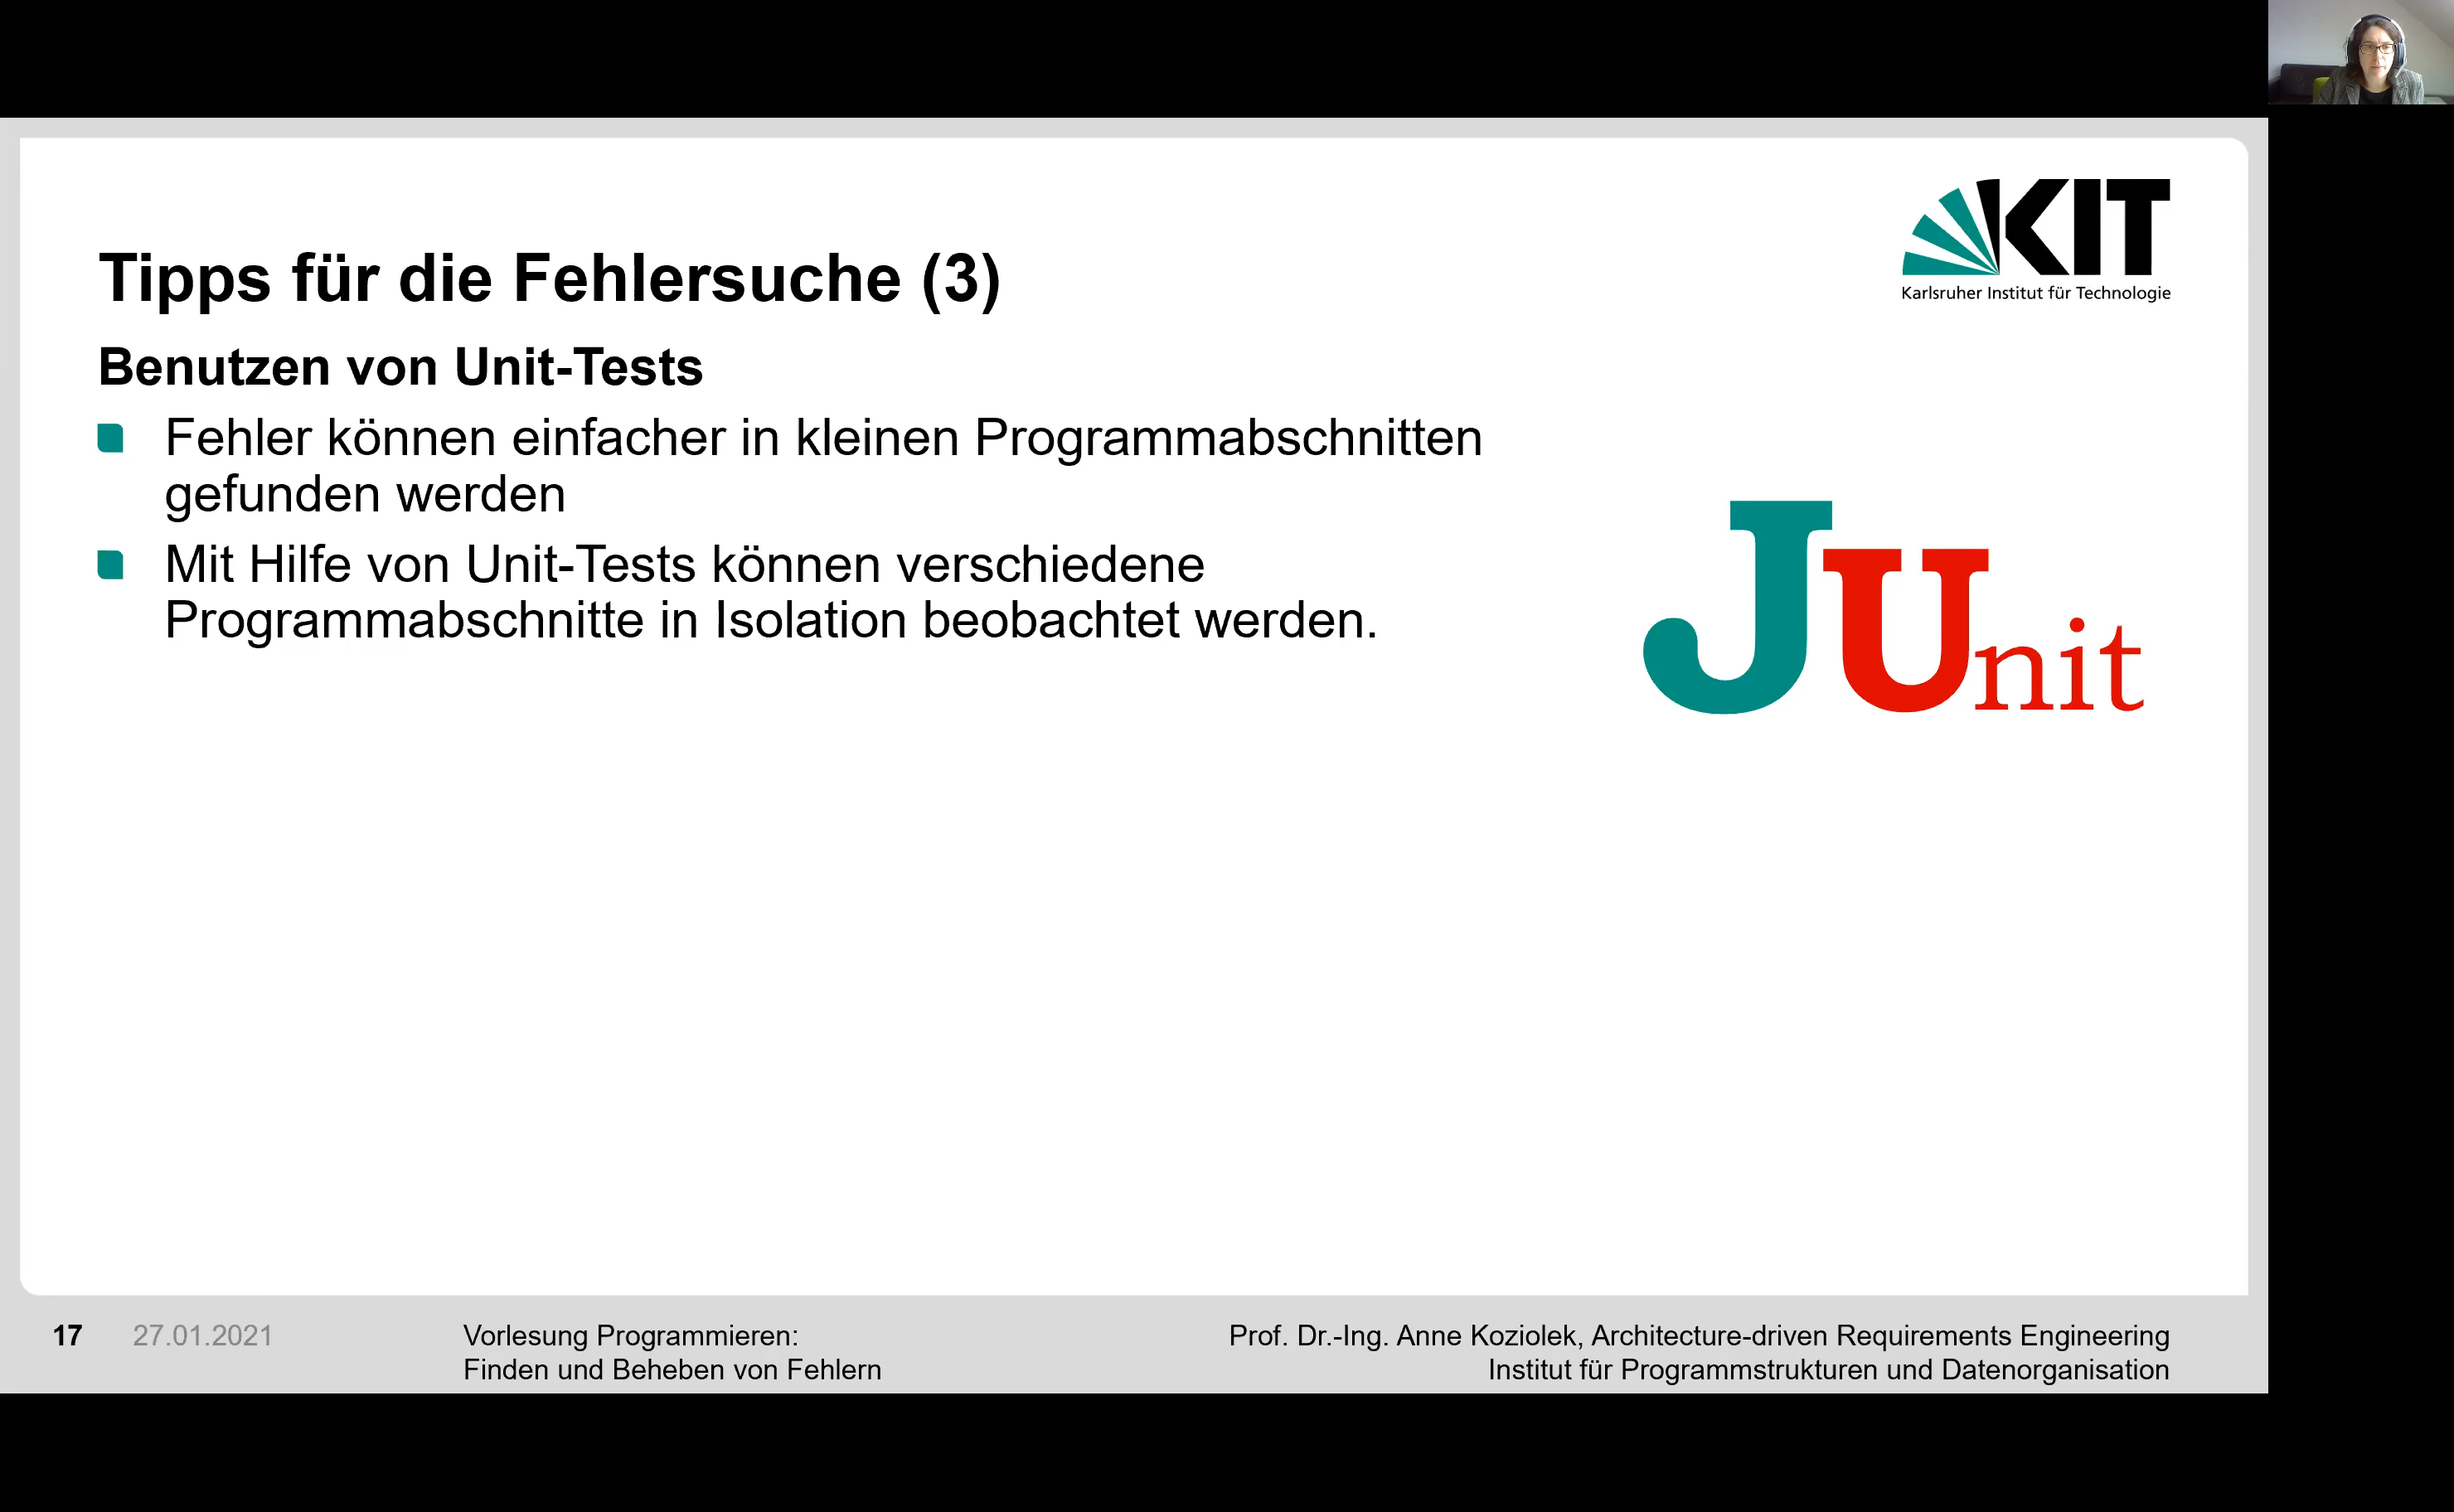 KIT
Karlsruher Institut für Technologie
Tipps für die Fehlersuche (3)
Benutzen von Unit-Tests
Fehler können einfacher in kleinen Programmabschnitten
gefunden werden
Mit Hilfe von Unit-Tests können verschiedene
Programmabschnitte in Isolation beobachtet werden.
JUnit
17
27.01.2021
Vorlesung Programmieren:
Finden und Beheben von Fehlern
Prof. Dr.-Ing. Anne Koziolek, Architecture-driven Requirements Engineering
Institut für Programmstrukturen und Datenorganisation